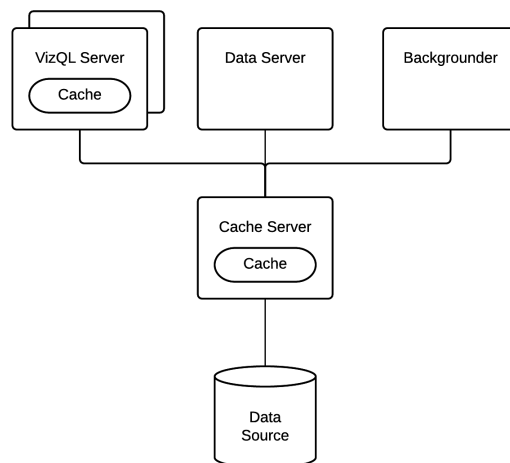 VizQL Server
Cache
Data Server
Backgrounder
Cache Server
Cache
Data
Source